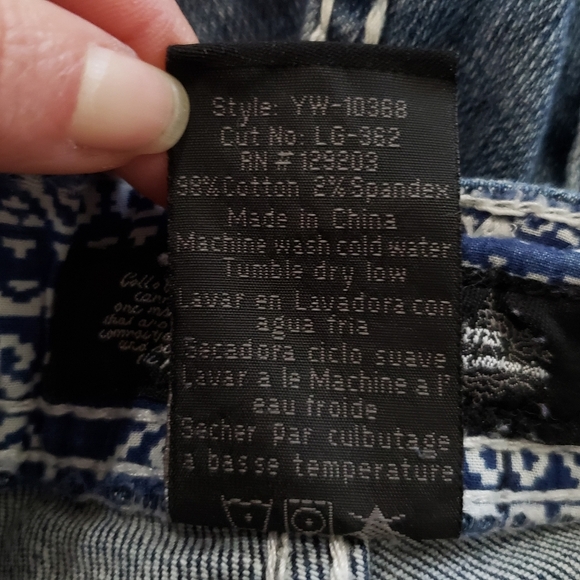 Style: YW-10368
Cut No: LG-362
RN # 129203
98% Cotton 2% Spandex
Made in China
Machine wash cold water
Tumble dry low
Lavar en Lavadora con
agua fria
Secadora ciclo suave
Lavar a le Machine a l'
eau froide
Secher par culbutage
a basse temperature